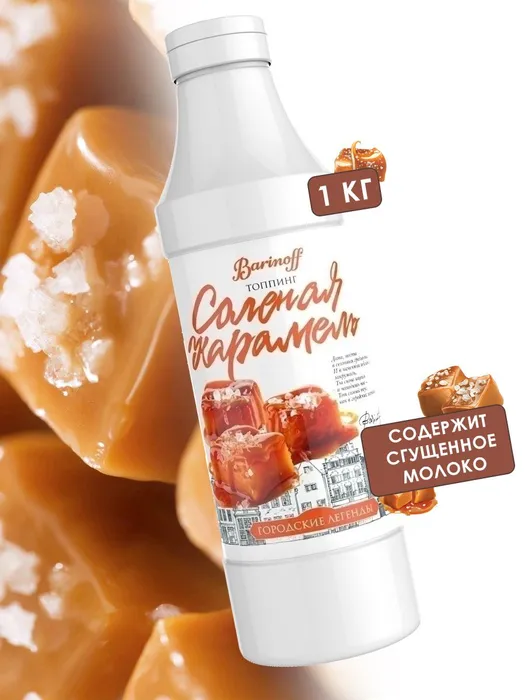 1 КГ
Barinoff
ТОППИНГ
Соленая
карамель
СОДЕРЖИТ
СГУЩЕННОЕ
МОЛОКО
ГОРОДСКИЕ ЛЕГЕНДЫ